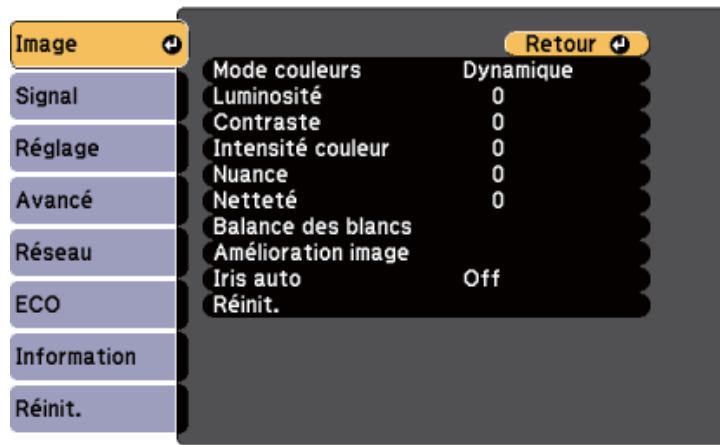 Image
Signal
Réglage
Avancé
Réseau
ECO
Information
Réinit.
Retour
Mode couleurs Dynamique
Luminosité 0
Contraste 0
Intensité couleur 0
Nuance 0
Netteté 0
Balance des blancs
Amélioration image
Iris auto Off
Réinit.